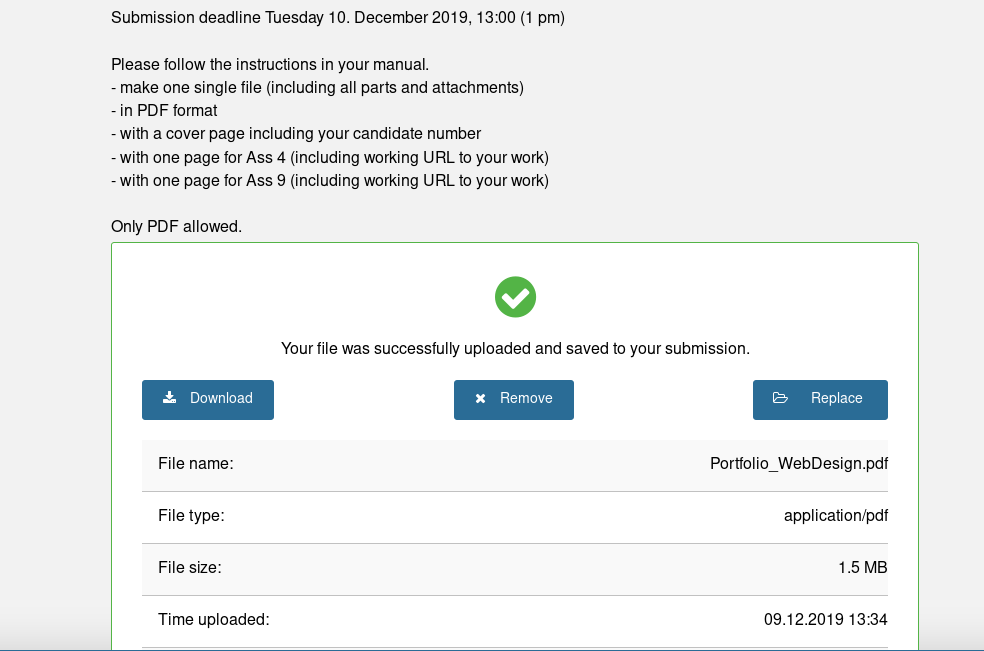 Submission deadline Tuesday 10. December 2019, 13:00 (1 pm)
Please follow the instructions in your manual.
- make one single file (including all parts and attachments)
- in PDF format
- with a cover page including your candidate number
- with one page for Ass 4 (including working URL to your work)
- with one page for Ass 9 (including working URL to your work)
Only PDF allowed.
Your file was successfully uploaded and saved to your submission.
Download Remove Replace
File name: Portfolio_WebDesign.pdf
File type: application/pdf
File size: 1.5 MB
Time uploaded: 09.12.2019 13:34